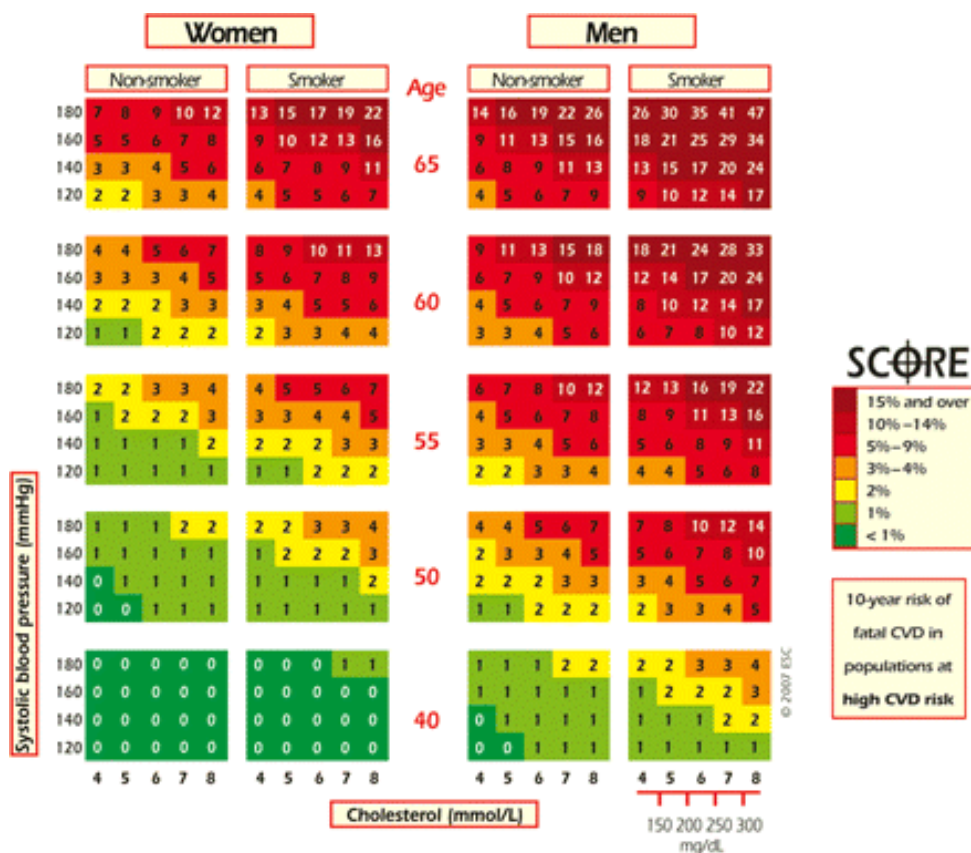 Women Men
Non-smoker Smoker Age Non-smoker Smoker
180 7 8 9 10 12 13 15 17 19 22 14 16 19 22 26 26 30 35 41 47
160 5 5 6 7 8 9 10 12 13 16 9 11 13 15 16 18 21 25 29 34
65
140 3 3 4 5 6 6 7 8 9 11 6 8 9 11 13 13 15 17 20 24
120 2 2 3 3 4 4 5 5 6 7 4 5 6 7 9 9 10 12 14 17
180 4 4 5 6 7 8 9 10 11 13 9 11 13 15 18 18 21 24 28 33
160 3 3 3 4 5 5 6 7 8 9 6 7 9 10 12 12 14 17 20 24
60
140 2 2 2 3 3 3 4 5 5 6 4 5 6 7 9 8 10 12 14 17
120 1 1 2 2 2 2 3 3 4 4 3 3 4 5 6 6 7 8 10 12
180 2 2 3 3 4 4 5 5 6 7 6 7 8 10 12 12 13 16 19 22
160 1 2 2 2 3 3 3 4 4 5 4 5 6 7 8 8 9 11 13 16
55
140 1 1 1 1 2 2 2 2 3 3 3 3 4 5 6 5 6 8 9 11
120 1 1 1 1 1 1 1 2 2 2 2 2 3 3 4 4 4 5 6 8
180 1 1 1 2 2 2 2 3 3 4 4 4 5 6 7 7 8 10 12 14
160 1 1 1 1 1 1 2 2 2 3 2 3 3 4 5 5 6 7 8 10
50
140 0 1 1 1 1 1 1 1 1 2 2 2 2 3 3 3 4 5 6 7
120 0 0 1 1 1 1 1 1 1 1 1 1 2 2 2 2 3 3 4 5
180 0 0 0 0 0 0 0 0 1 1 1 1 1 2 2 2 2 3 3 4
160 0 0 0 0 0 0 0 0 0 0 1 1 1 1 1 1 2 2 2 3
40
140 0 0 0 0 0 0 0 0 0 0 0 1 1 1 1 1 1 1 2 2
120 0 0 0 0 0 0 0 0 0 0 0 0 1 1 1 1 1 1 1 1
4 5 6 7 8 4 5 6 7 8 4 5 6 7 8 4 5 6 7 8
Cholesterol (mmol/L)
150 200 250 300
mg/dL
Systolic blood pressure (mmHg)
© 2007 ESC
SCORE
15% and over
10%–14%
5%–9%
3%–4%
2%
1%
< 1%
10-year risk of
fatal CVD in
populations at
high CVD risk